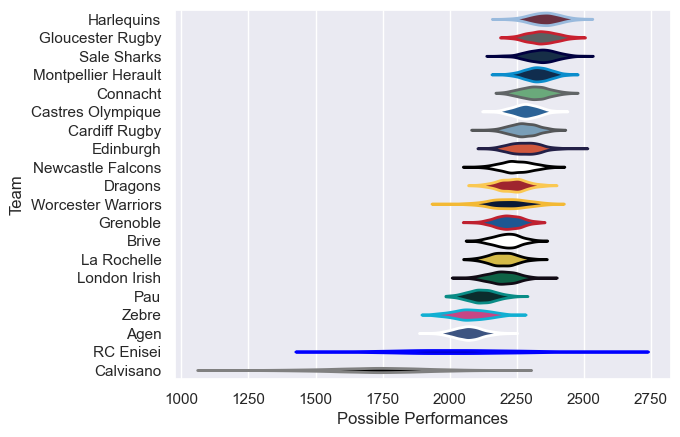 Harlequins
Gloucester Rugby
Sale Sharks
Montpellier Herault
Connacht
Castres Olympique
Cardiff Rugby
Edinburgh
Newcastle Falcons
Dragons
Worcester Warriors
Grenoble
Brive
La Rochelle
London Irish
Pau
Zebre
Agen
RC Enisei
Calvisano
Team
1000 1250 1500 1750 2000 2250 2500 2750
Possible Performances